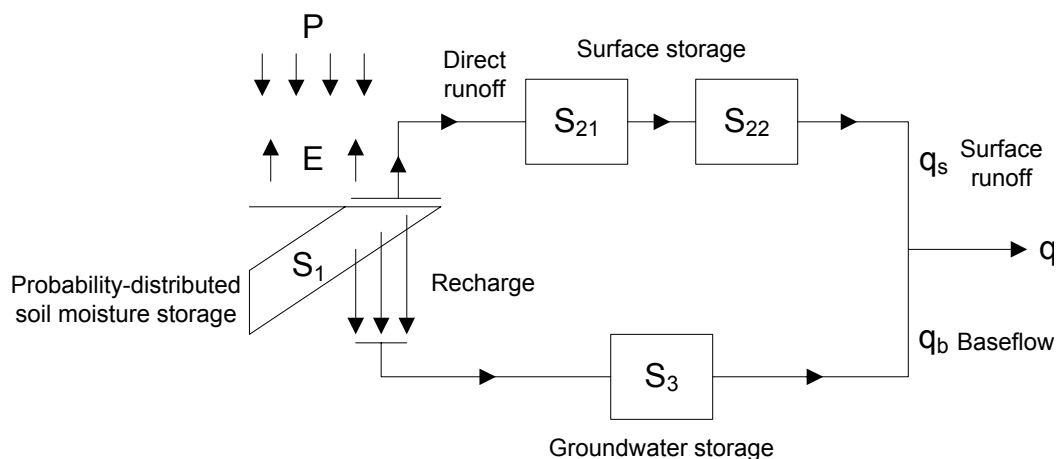 P
Direct
runoff
Surface storage
S₂₁
S₂₂
E
qₛ Surface
runoff
S₁
q
Probability-distributed
soil moisture storage
Recharge
q_b Baseflow
S₃
Groundwater storage